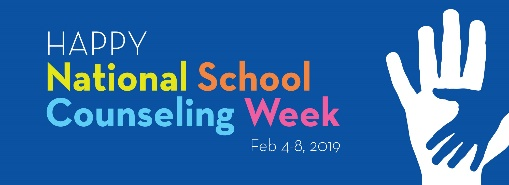 HAPPY
National School
Counseling Week
Feb 4 8, 2019